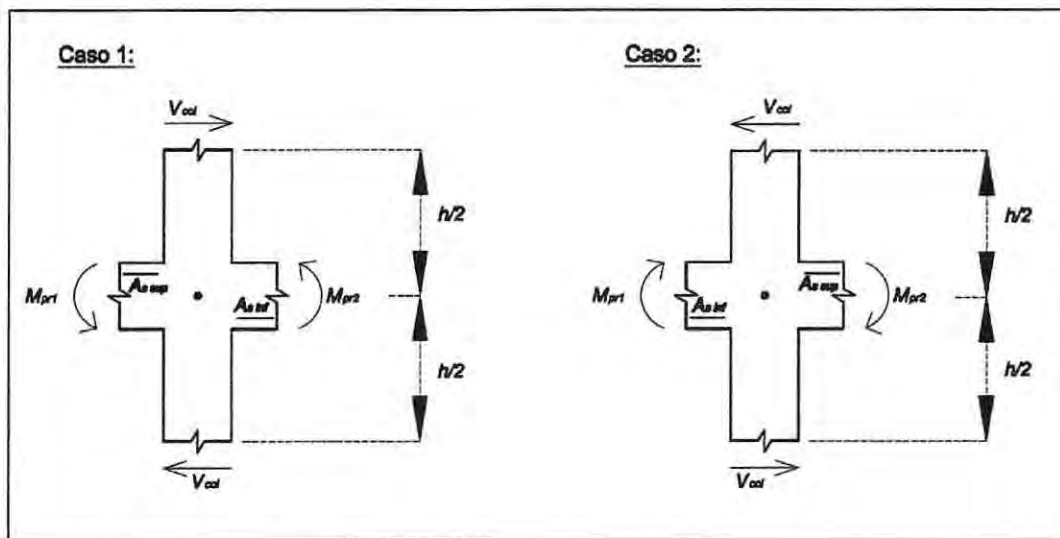 Caso 1:
Vcol
Mpr1
As sup
As inf
Mpr2
h/2
h/2
Vcol
Caso 2:
Vcol
Mpr1
As inf
As sup
Mpr2
h/2
h/2
Vcol